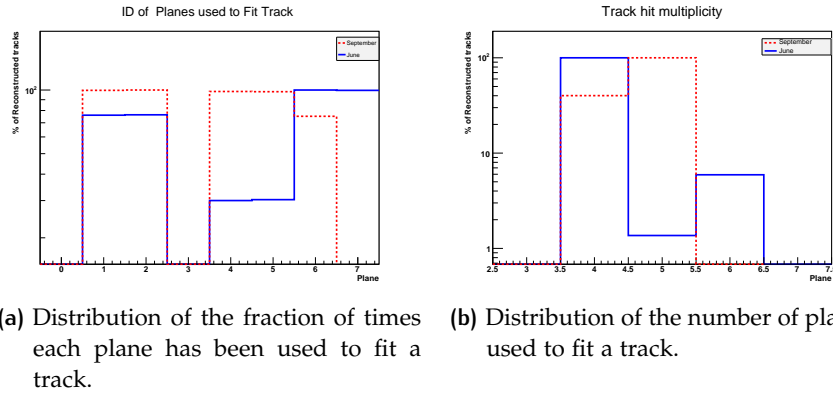 ID of Planes used to Fit Track
% of Reconstructed tracks
10²
September
June
0 1 2 3 4 5 6 7
Plane
Track hit multiplicity
% of Reconstructed tracks
10²
10
1
September
June
2.5 3 3.5 4 4.5 5 5.5 6 6.5 7 7.
Plane
(a) Distribution of the fraction of times
each plane has been used to fit a
track.
(b) Distribution of the number of pla
used to fit a track.